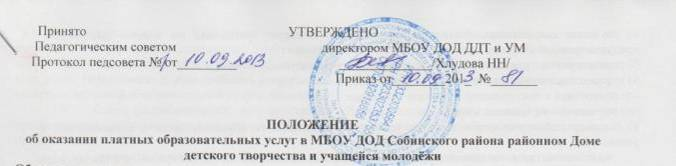 Принято УТВЕРЖДЕНО
Педагогическим советом директором МБОУ ДОД ДДТ и УМ
Протокол педсовета № от 10.09.2013 /Хлудова НН/
Приказ от 10.09 2013 № 81
ПОЛОЖЕНИЕ
об оказании платных образовательных услуг в МБОУ ДОД Собинского района районном Доме
детского творчества и учащейся молодёжи